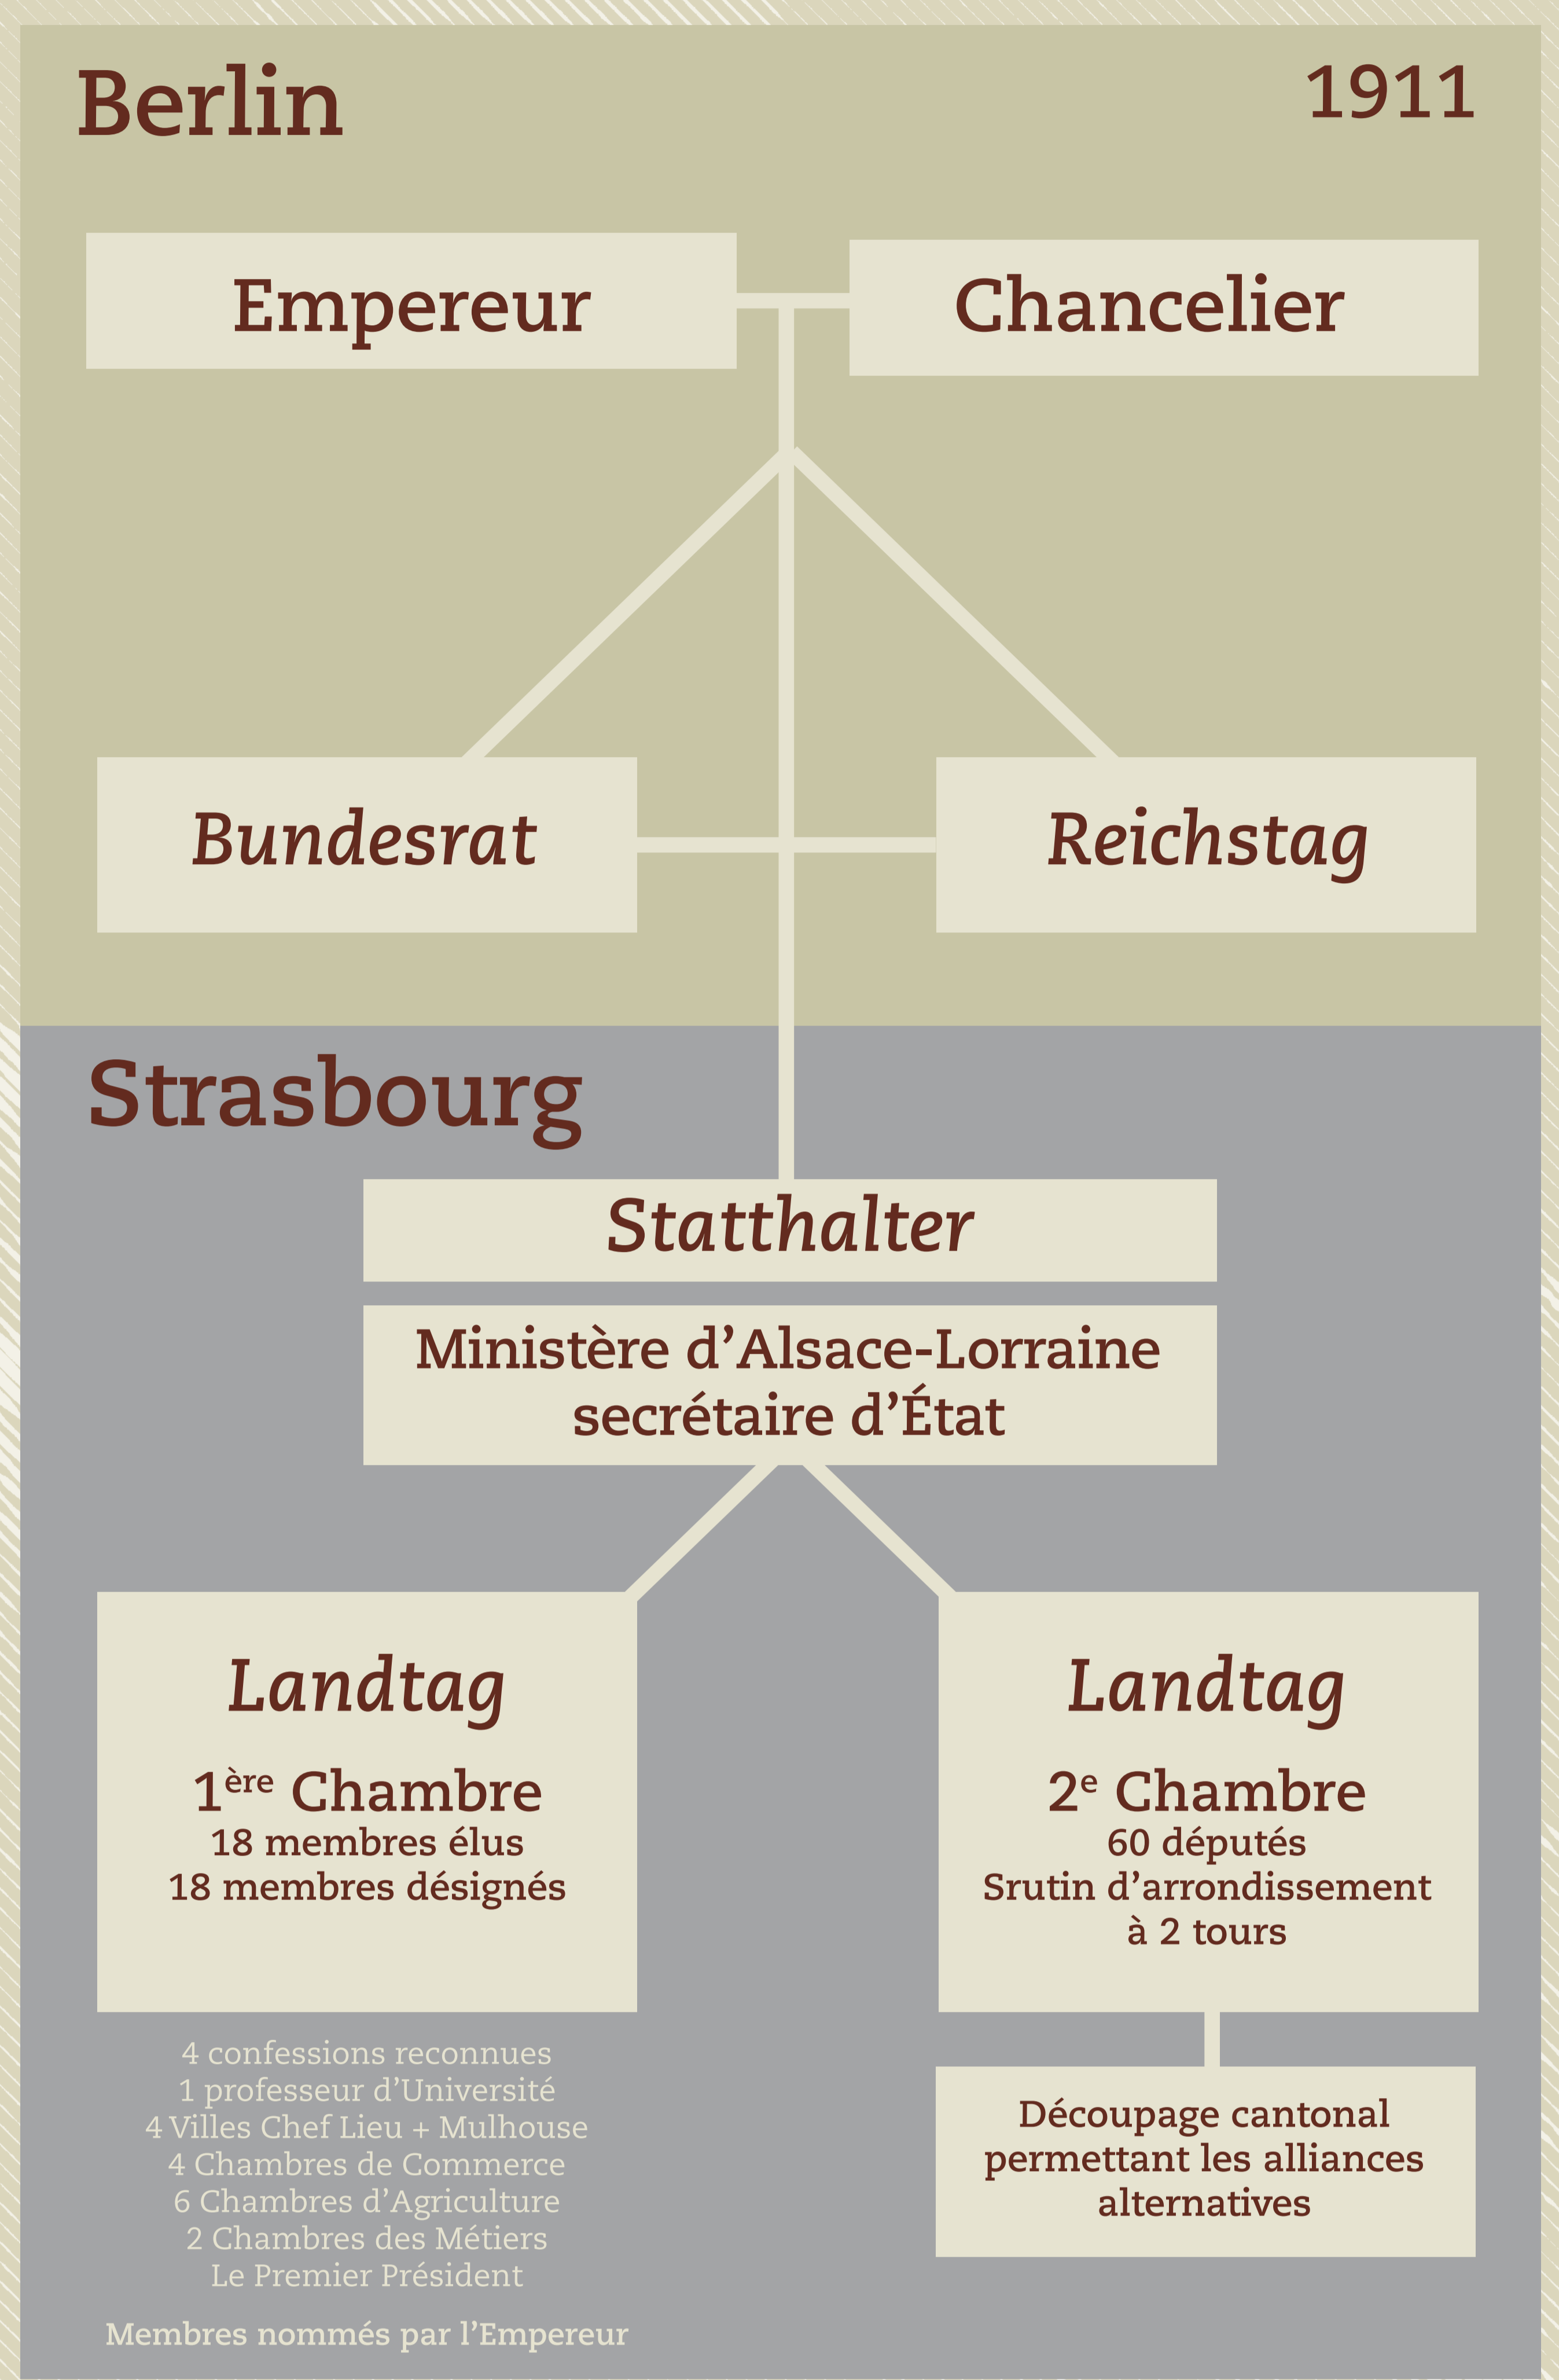 Berlin
1911
Empereur
Chancelier
Bundesrat
Reichstag
Strasbourg
Statthalter
Ministère d’Alsace-Lorraine
secrétaire d’État
Landtag
1ère Chambre
18 membres élus
18 membres désignés
Landtag
2e Chambre
60 députés
Srutin d’arrondissement
à 2 tours
4 confessions reconnues
1 professeur d’Université
4 Villes Chef Lieu + Mulhouse
4 Chambres de Commerce
6 Chambres d’Agriculture
2 Chambres des Métiers
Le Premier Président
Membres nommés par l’Empereur
Découpage cantonal
permettant les alliances
alternatives